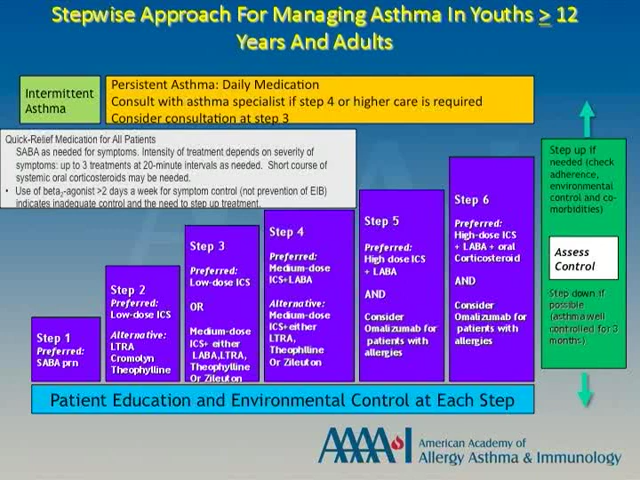 Stepwise Approach For Managing Asthma In Youths ≥ 12
Years And Adults
Intermittent
Asthma
Persistent Asthma: Daily Medication
Consult with asthma specialist if step 4 or higher care is required
Consider consultation at step 3
Quick-Relief Medication for All Patients
SABA as needed for symptoms. Intensity of treatment depends on severity of
symptoms: up to 3 treatments at 20-minute intervals as needed. Short course of
systemic oral corticosteroids may be needed.
• Use of beta2-agonist >2 days a week for symptom control (not prevention of EIB)
indicates inadequate control and the need to step up treatment.
Step 1
Preferred:
SABA prn
Step 2
Preferred:
Low-dose ICS
Alternative:
LTRA
Cromolyn
Theophylline
Step 3
Preferred:
Low-dose ICS
OR
Medium-dose
ICS+ either
LABA,LTRA,
Theophylline
Or Zileuton
Step 4
Preferred:
Medium-dose
ICS+LABA
Alternative:
Medium-dose
ICS+either
LTRA,
Theophlline
Or Zileuton
Step 5
Preferred:
High dose ICS
+ LABA
AND
Consider
Omalizumab for
patients with
allergies
Step 6
Preferred:
High-dose ICS
+ LABA + oral
Corticosteroid
AND
Consider
Omalizumab for
patients with
allergies
Step up if
needed (check
adherence,
environmental
control and co-
morbidities)
Assess
Control
Step down if
possible
(asthma well
controlled for 3
months)
Patient Education and Environmental Control at Each Step
AAAAI
American Academy of
Allergy Asthma & Immunology